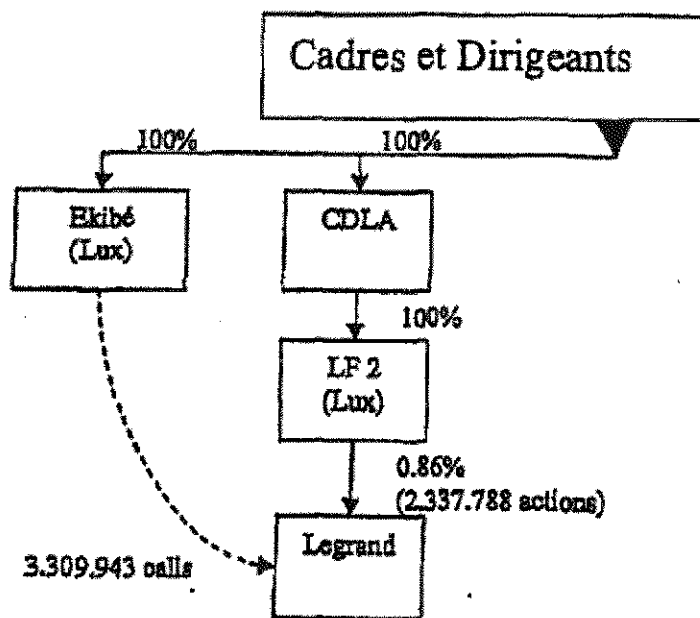 Cadres et Dirigeants
100%
100%
Ekibé
(Lux)
CDLA
100%
LF 2
(Lux)
0.86%
(2.337.788 actions)
Legrand
3.309.943 calls